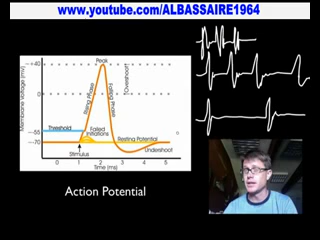 www.youtube.com/ALBASSAIRE1964
+40
Peak
Overshoot
Rising Phase
Falling Phase
0
Membrane Voltage (mv)
Threshold
Failed
Initiations
-55
Resting Potential
-70
Stimulus
Undershoot
0 1 2 3 4 5
Time (ms)
Action Potential